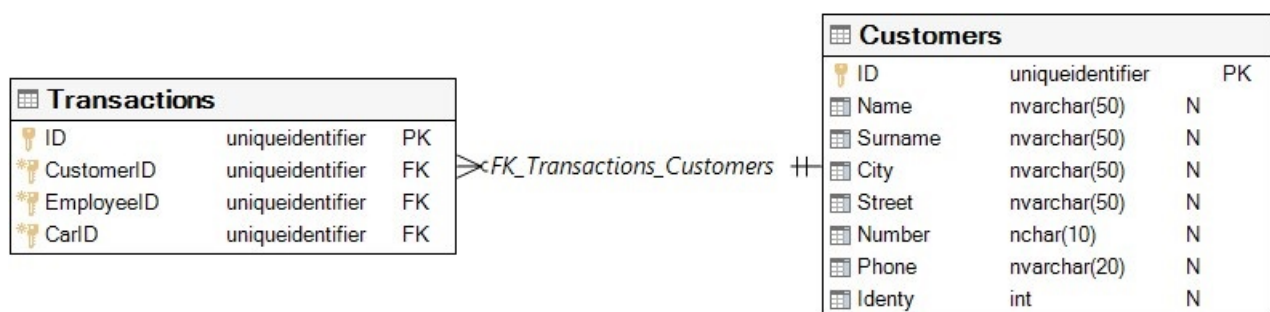 Transactions
ID uniqueidentifier PK
CustomerID uniqueidentifier FK
EmployeeID uniqueidentifier FK
CarID uniqueidentifier FK
FK_Transactions_Customers
Customers
ID uniqueidentifier PK
Name nvarchar(50) N
Surname nvarchar(50) N
City nvarchar(50) N
Street nvarchar(50) N
Number nchar(10) N
Phone nvarchar(20) N
Identy int N